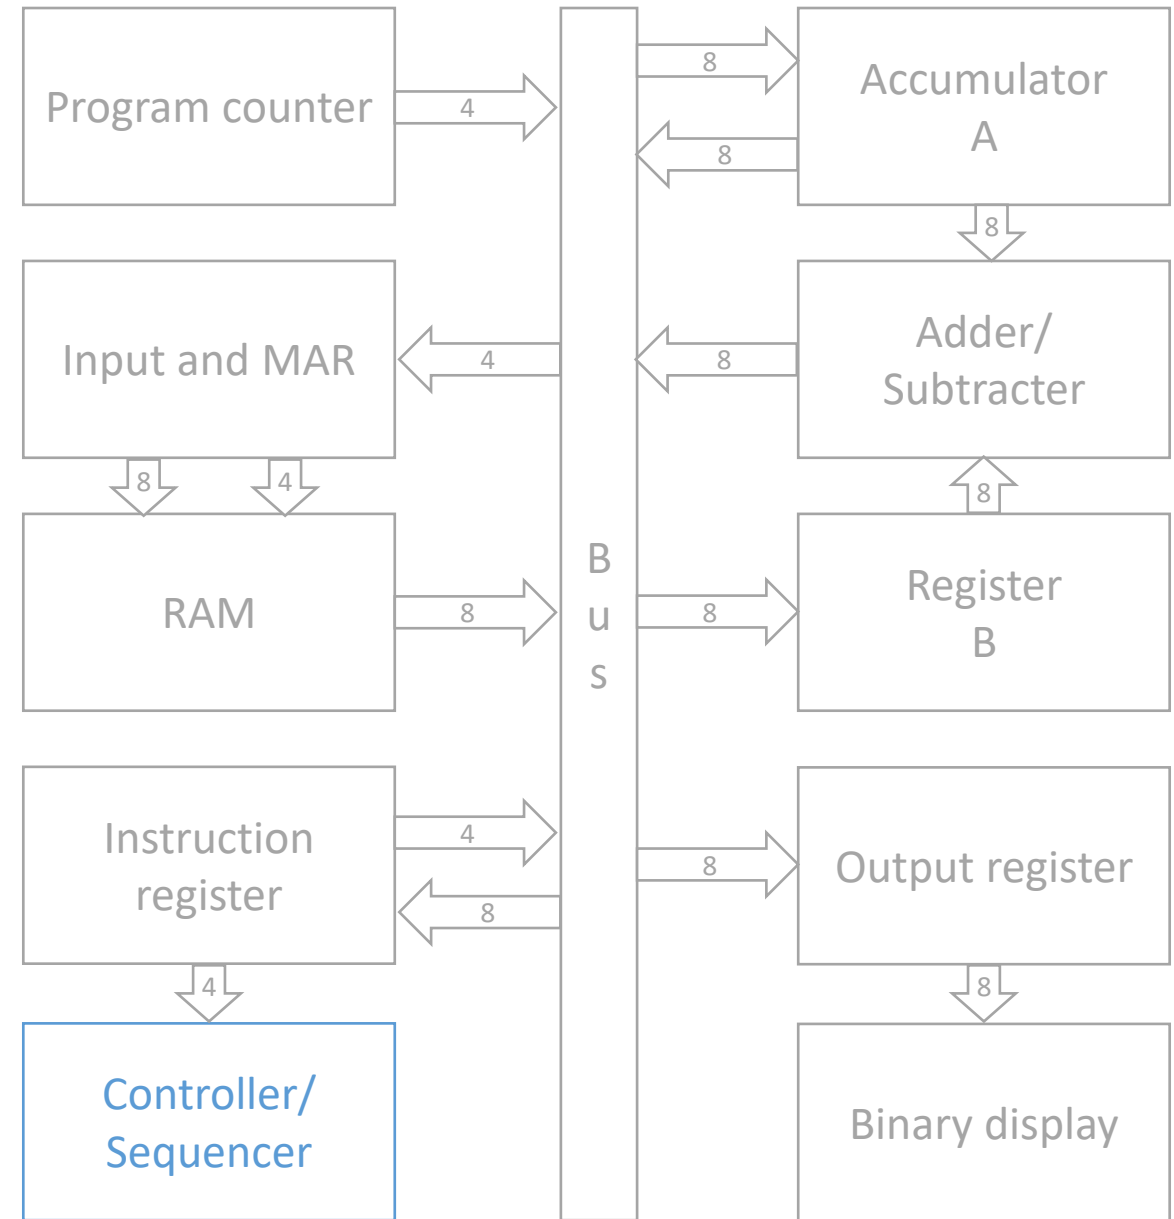 Program counter
4
8
Accumulator
A
8
8
Input and MAR
4
8
Adder/
Subtracter
8
4
8
RAM
8
B
u
s
8
Register
B
Instruction
register
4
8
8
Output register
4
8
Controller/
Sequencer
Binary display